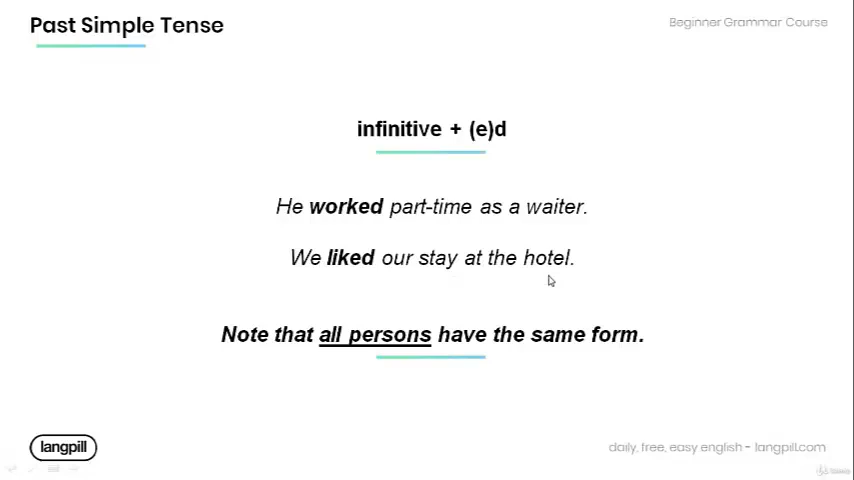 Past Simple Tense
Beginner Grammar Course
infinitive + (e)d
He worked part-time as a waiter.
We liked our stay at the hotel.
Note that all persons have the same form.
langpill
daily, free, easy english - langpill.com
Udemy